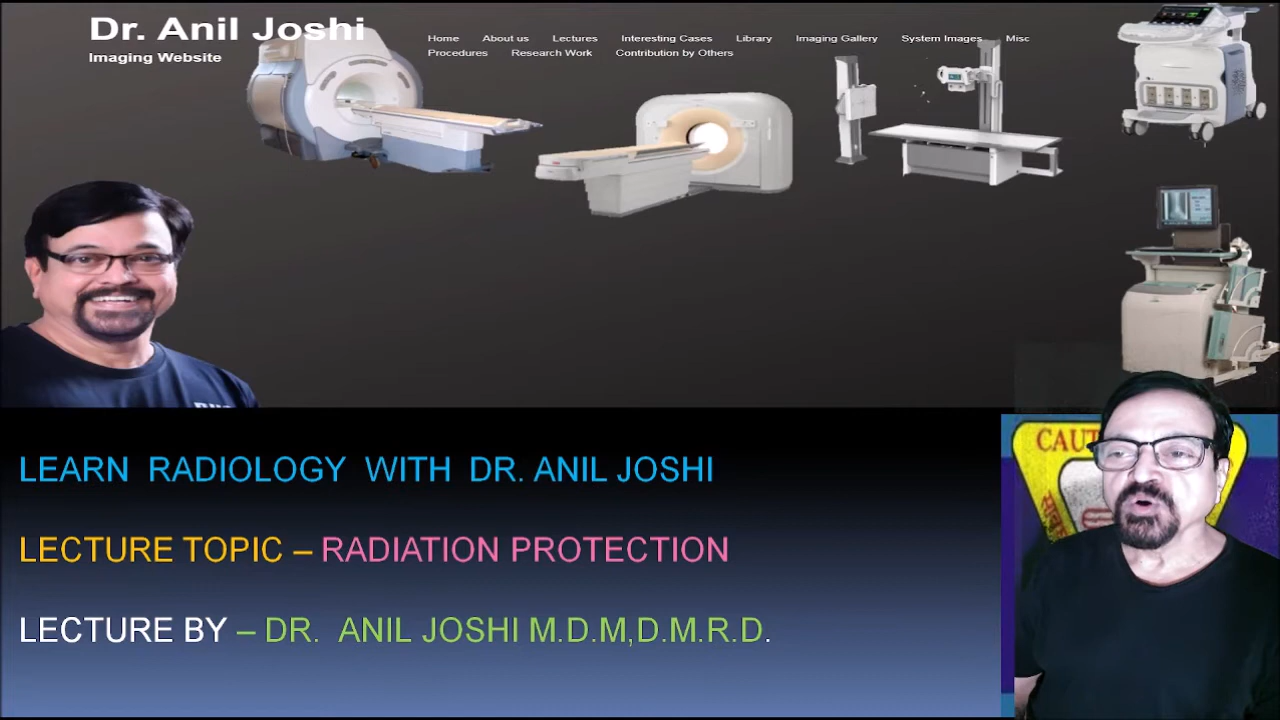 Dr. Anil Joshi
Imaging Website
Home About us Lectures Interesting Cases Library Imaging Gallery System Images Misc
Procedures Research Work Contribution by Others
LEARN RADIOLOGY WITH DR. ANIL JOSHI
LECTURE TOPIC – RADIATION PROTECTION
LECTURE BY – DR. ANIL JOSHI M.D.M,D.M.R.D.